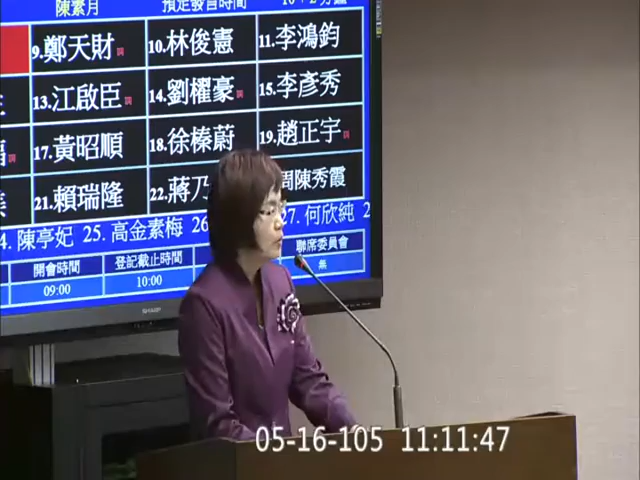 陳素月 預定發言時間
9.鄭天財 10.林俊憲 11.李鴻鈞
13.江啟臣 14.劉櫂豪 15.李彥秀
17.黃昭順 18.徐榛蔚 19.趙正宇
21.賴瑞隆 22.蔣乃 周陳秀霞
4. 陳亭妃 25. 高金素梅 26 27. 何欣純 2
開會時間 登記截止時間 聯席委員會
09:00 10:00 無
SHARP
05-16-105 11:11:47